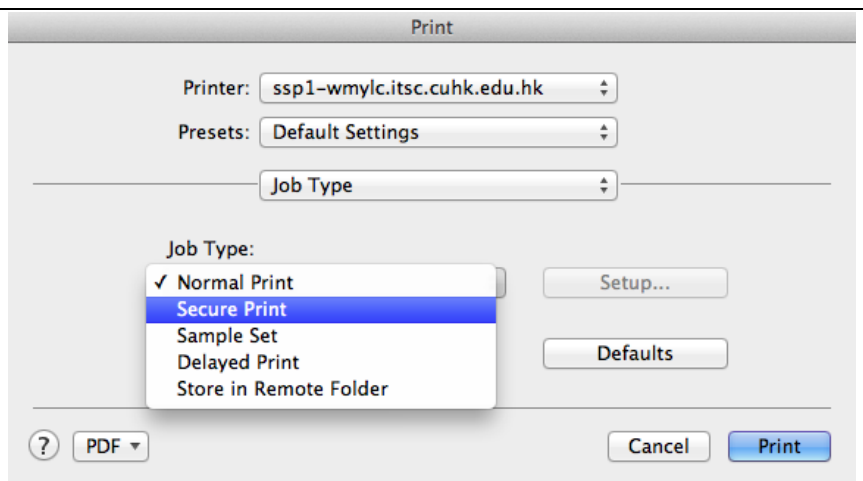 Print
Printer: ssp1-wmylc.itsc.cuhk.edu.hk
Presets: Default Settings
Job Type
Job Type:
✓ Normal Print
Setup...
Secure Print
Sample Set
Delayed Print
Defaults
Store in Remote Folder
? PDF Cancel Print